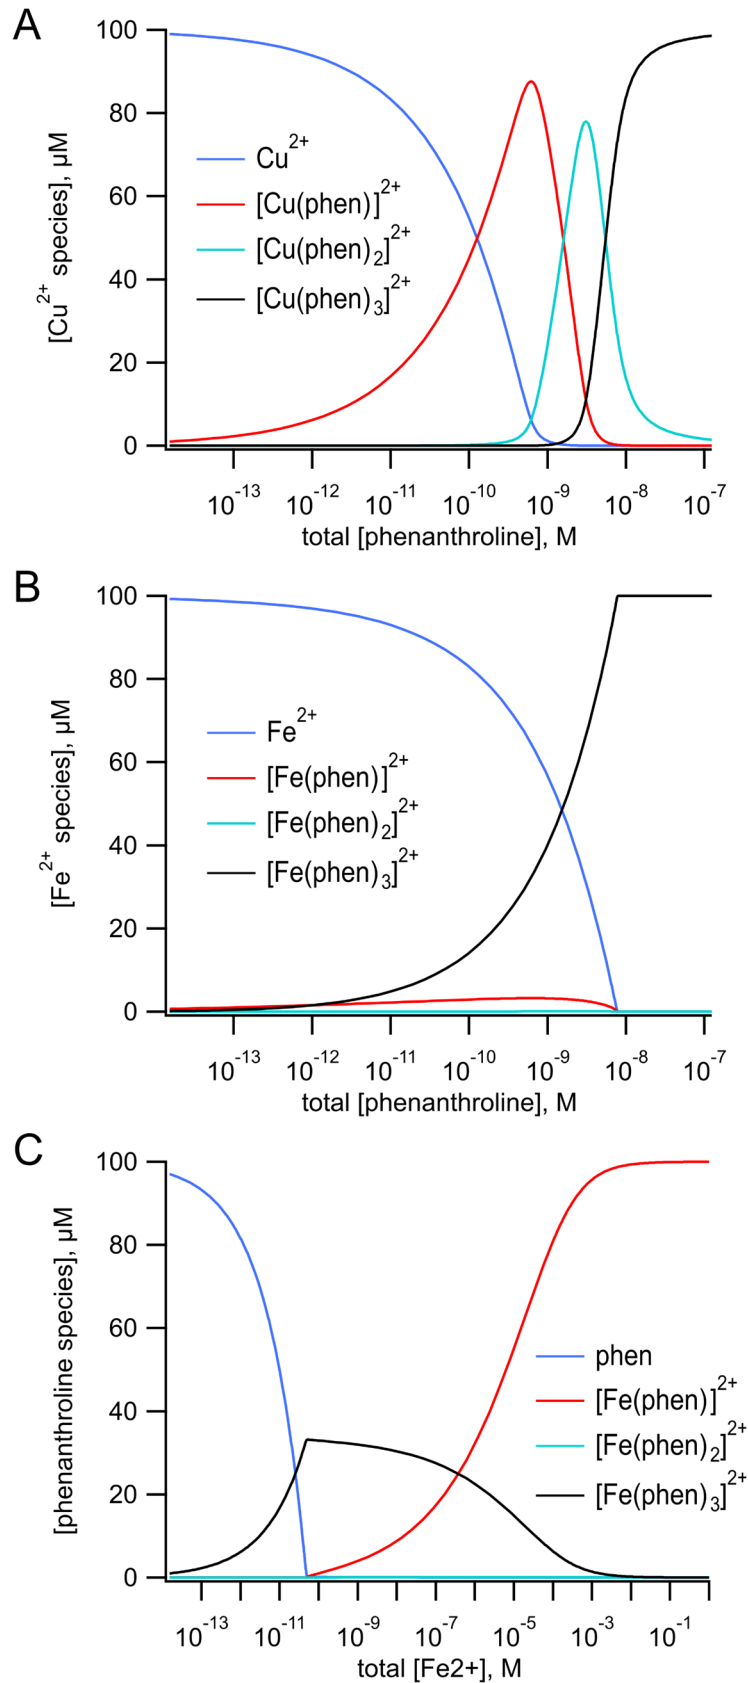 A
[Cu2+ species], µM
100
80
60
40
20
0
Cu2+
[Cu(phen)]2+
[Cu(phen)2]2+
[Cu(phen)3]2+
10-13 10-12 10-11 10-10 10-9 10-8 10-7
total [phenanthroline], M
B
[Fe2+ species], µM
100
80
60
40
20
0
Fe2+
[Fe(phen)]2+
[Fe(phen)2]2+
[Fe(phen)3]2+
10-13 10-12 10-11 10-10 10-9 10-8 10-7
total [phenanthroline], M
C
[phenanthroline species], µM
100
80
60
40
20
0
phen
[Fe(phen)]2+
[Fe(phen)2]2+
[Fe(phen)3]2+
10-13 10-11 10-9 10-7 10-5 10-3 10-1
total [Fe2+], M